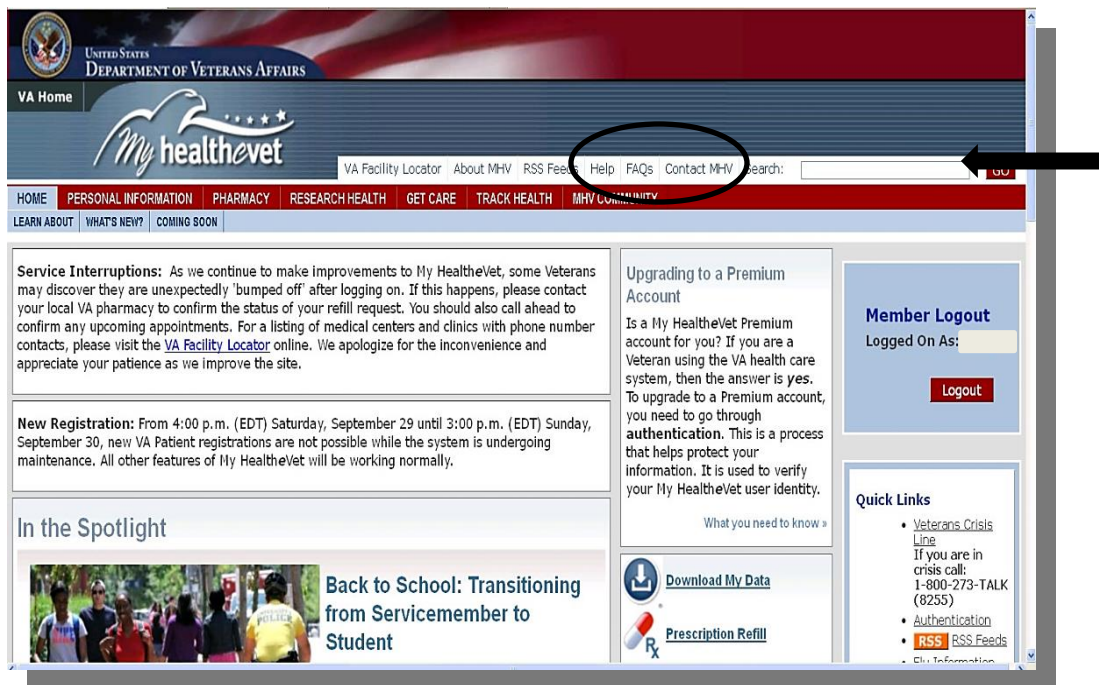 UNITED STATES
DEPARTMENT OF VETERANS AFFAIRS
VA Home
My healthevet
VA Facility Locator About MHV RSS Feeds Help FAQs Contact MHV Search: GO
HOME PERSONAL INFORMATION PHARMACY RESEARCH HEALTH GET CARE TRACK HEALTH MHV COMMUNITY
LEARN ABOUT WHAT'S NEW? COMING SOON
Service Interruptions: As we continue to make improvements to My HealtheVet, some Veterans
may discover they are unexpectedly 'bumped off' after logging on. If this happens, please contact
your local VA pharmacy to confirm the status of your refill request. You should also call ahead to
confirm any upcoming appointments. For a listing of medical centers and clinics with phone number
contacts, please visit the VA Facility Locator online. We apologize for the inconvenience and
appreciate your patience as we improve the site.
New Registration: From 4:00 p.m. (EDT) Saturday, September 29 until 3:00 p.m. (EDT) Sunday,
September 30, new VA Patient registrations are not possible while the system is undergoing
maintenance. All other features of My HealtheVet will be working normally.
In the Spotlight
POLICE
Back to School: Transitioning
from Servicemember to
Student
Upgrading to a Premium
Account
Is a My HealtheVet Premium
account for you? If you are a
Veteran using the VA health care
system, then the answer is yes.
To upgrade to a Premium account,
you need to go through
authentication. This is a process
that helps protect your
information. It is used to verify
your My HealtheVet user identity.
What you need to know »
Download My Data
Rx
Prescription Refill
Member Logout
Logged On As:
Logout
Quick Links
• Veterans Crisis
Line
If you are in
crisis call:
1-800-273-TALK
(8255)
• Authentication
• RSS RSS Feeds
• Flu Information